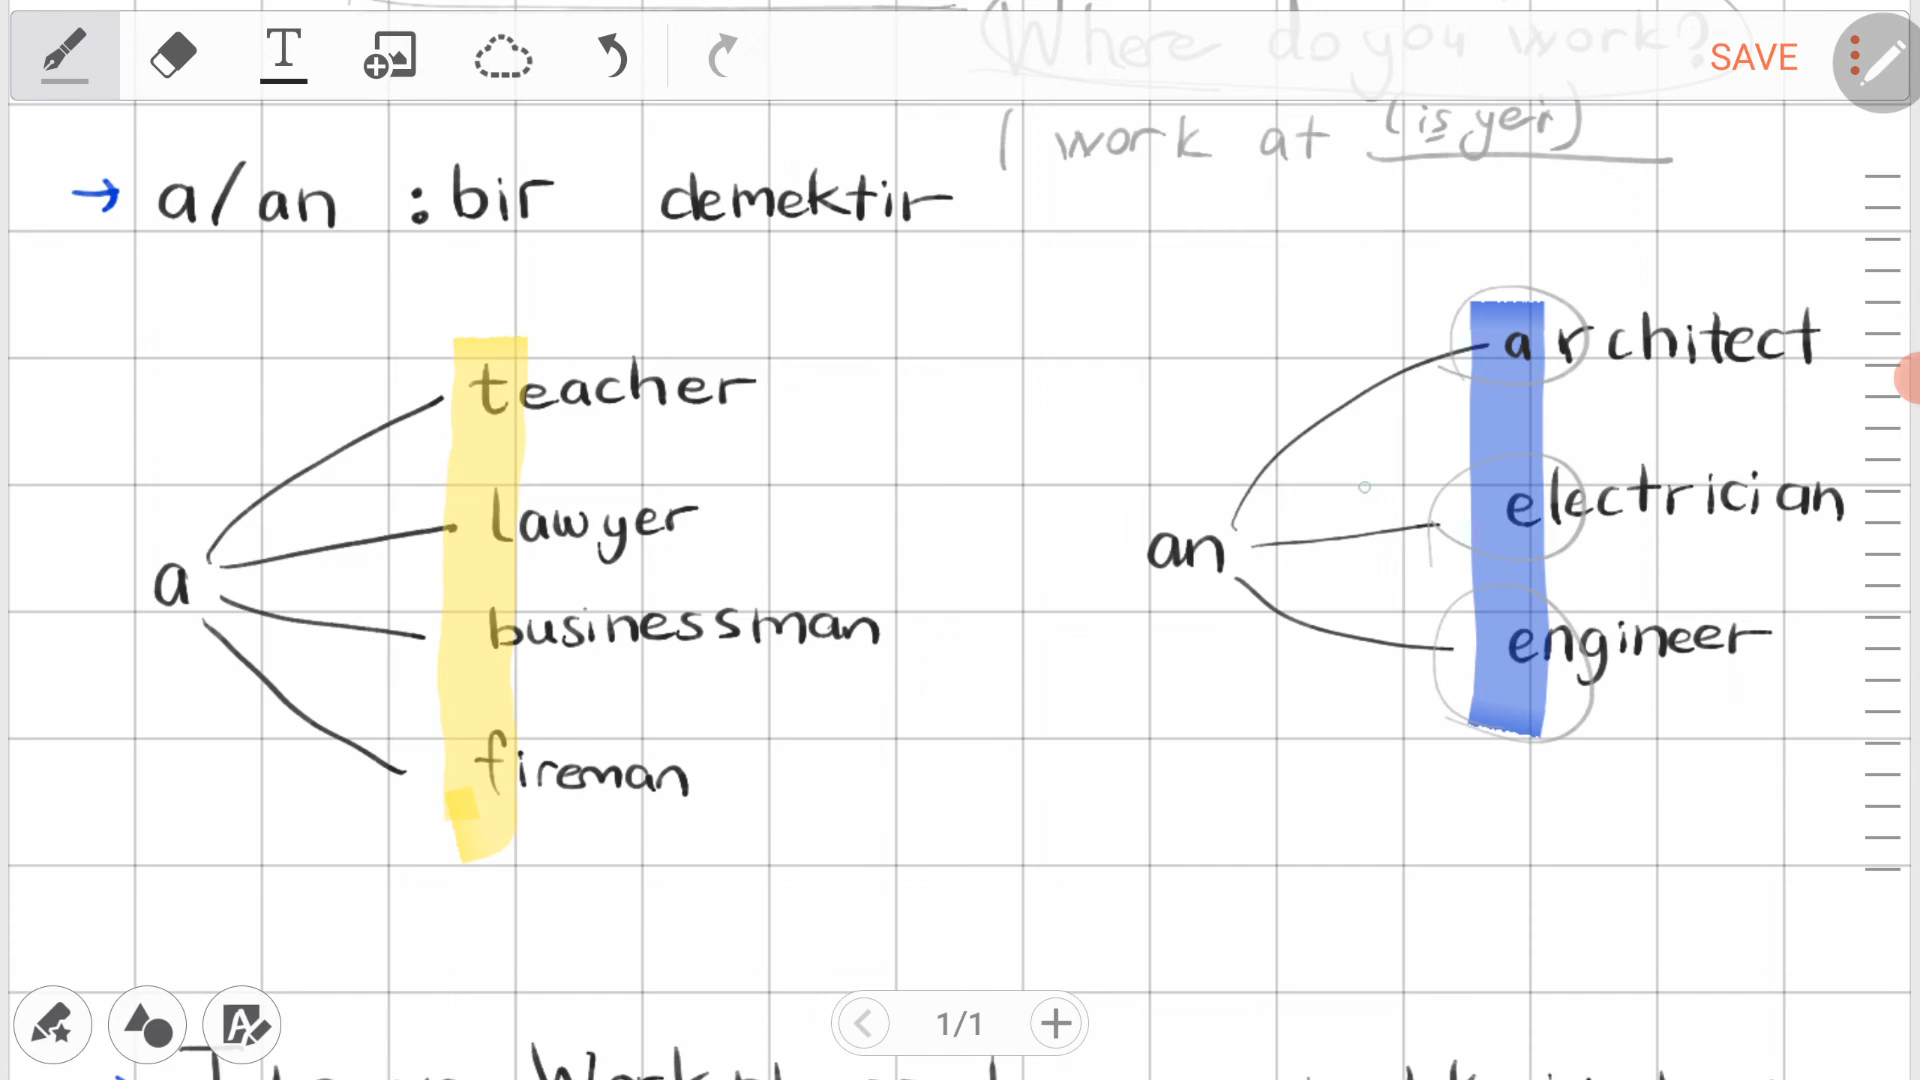 Where do you work?
SAVE
I work at (iş yeri)
→ a/an : bir demektir
a
teacher
lawyer
businessman
fireman
an
architect
electrician
engineer
1/1